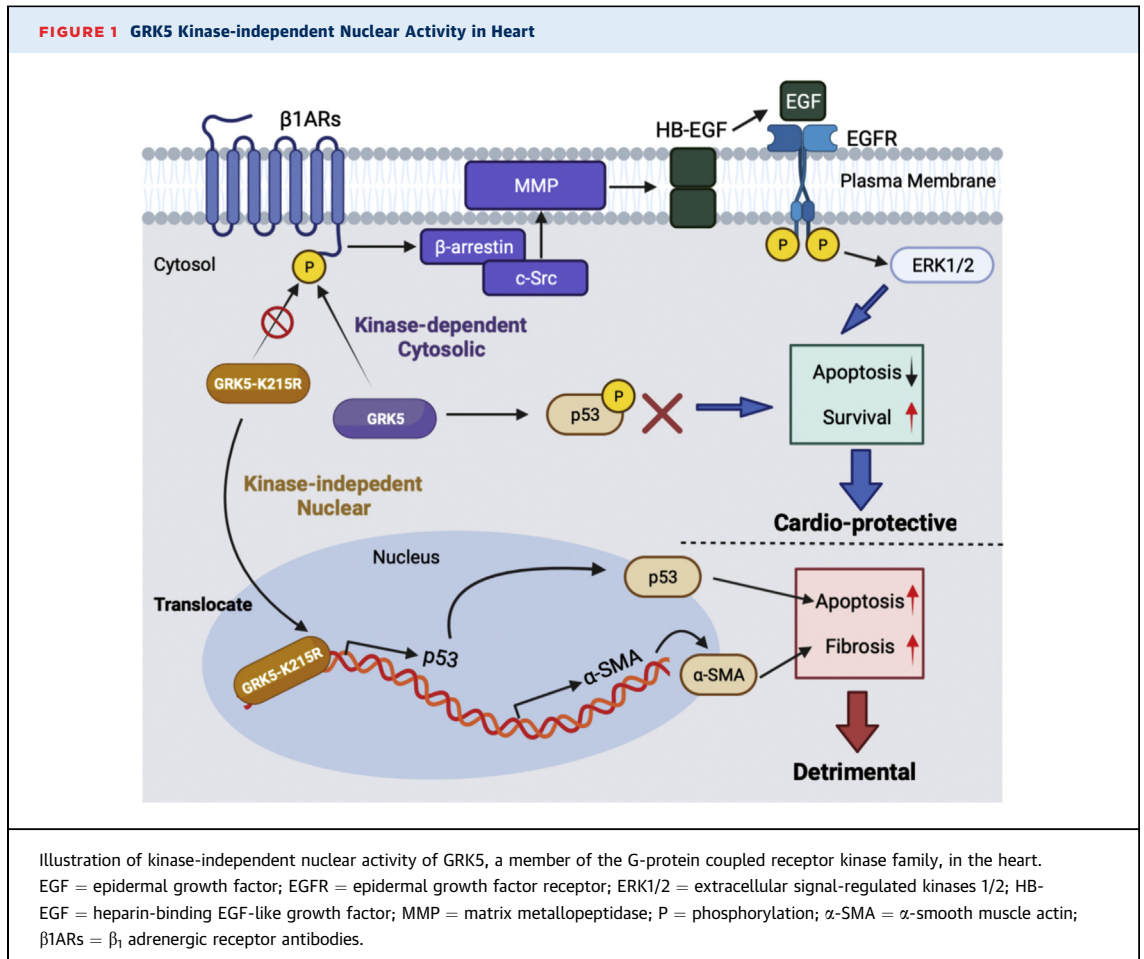 FIGURE 1 GRK5 Kinase-independent Nuclear Activity in Heart
β1ARs
HB-EGF
EGF
EGFR
MMP
Plasma Membrane
β-arrestin
c-Src
Cytosol
P
P
P
ERK1/2
Kinase-dependent
Cytosolic
GRK5-K215R
GRK5
p53
P
Apoptosis
Survival
Kinase-indepedent
Nuclear
Cardio-protective
Nucleus
Translocate
GRK5-K215R
p53
p53
α-SMA
α-SMA
Apoptosis
Fibrosis
Detrimental
Illustration of kinase-independent nuclear activity of GRK5, a member of the G-protein coupled receptor kinase family, in the heart.
EGF = epidermal growth factor; EGFR = epidermal growth factor receptor; ERK1/2 = extracellular signal-regulated kinases 1/2; HB-
EGF = heparin-binding EGF-like growth factor; MMP = matrix metallopeptidase; P = phosphorylation; α-SMA = α-smooth muscle actin;
β1ARs = β₁ adrenergic receptor antibodies.